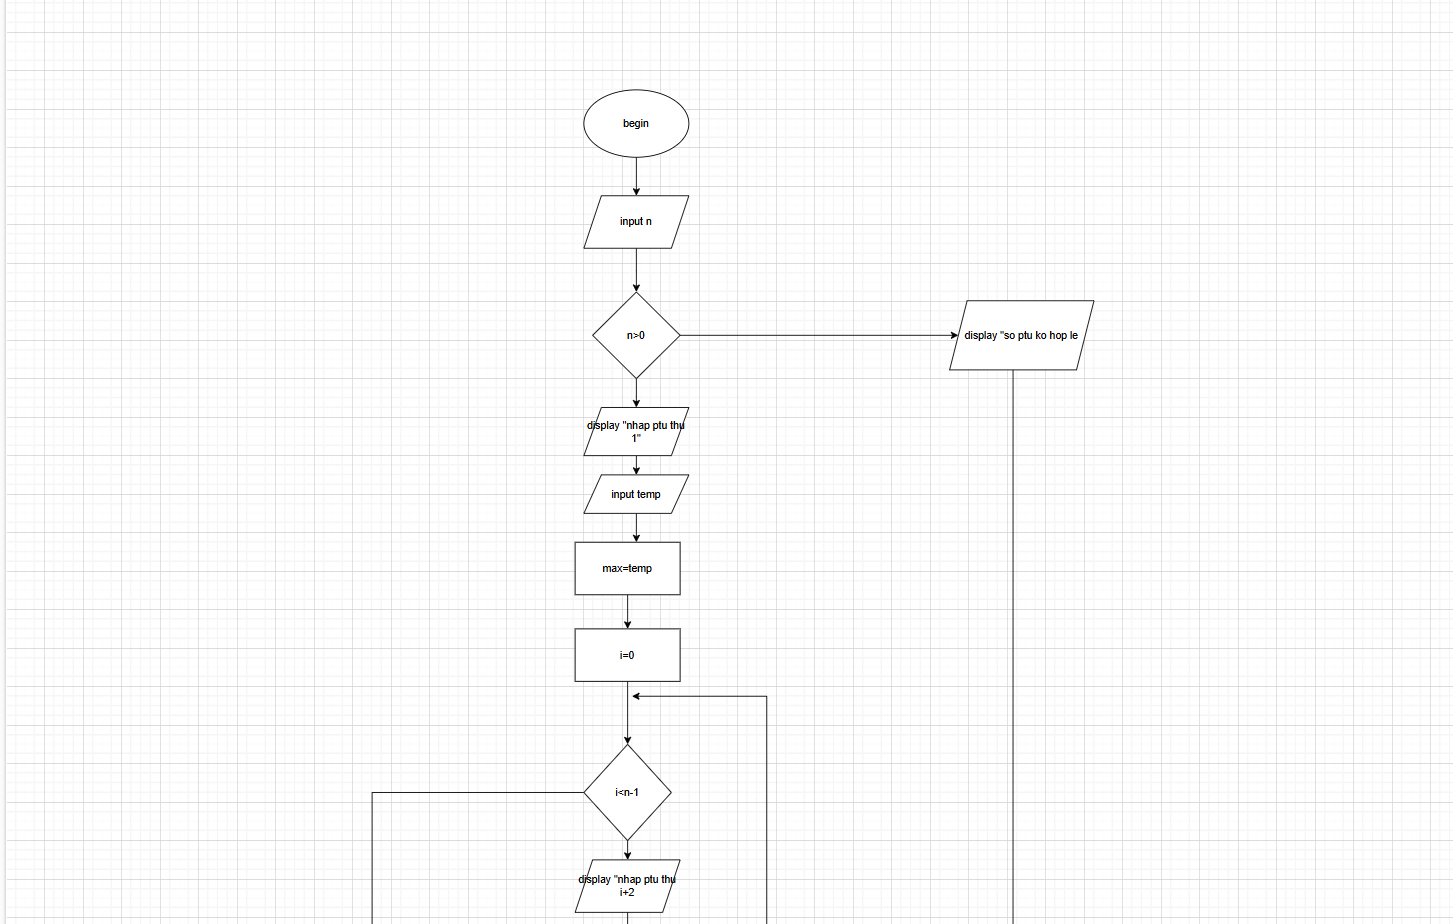 begin
input n
n>0
display "so ptu ko hop le
display "nhap ptu thu
1"
input temp
max=temp
i=0
i<n-1
display "nhap ptu thu
i+2